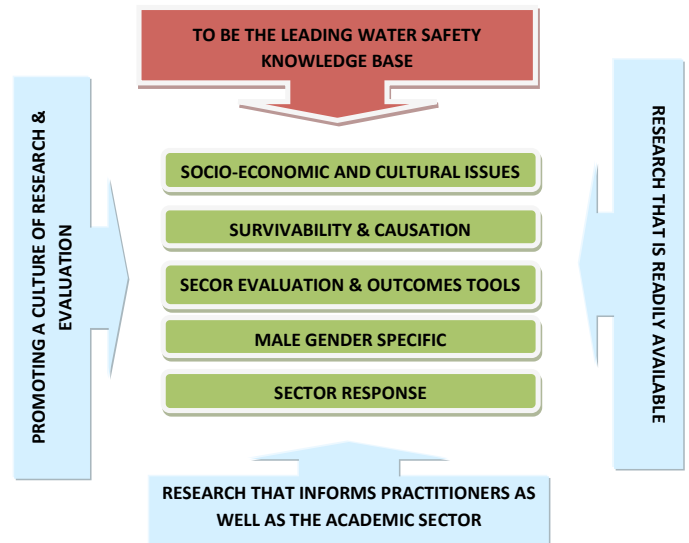 TO BE THE LEADING WATER SAFETY
KNOWLEDGE BASE
PROMOTING A CULTURE OF RESEARCH &
EVALUATION
SOCIO-ECONOMIC AND CULTURAL ISSUES
SURVIVABILITY & CAUSATION
SECOR EVALUATION & OUTCOMES TOOLS
MALE GENDER SPECIFIC
SECTOR RESPONSE
RESEARCH THAT IS READILY AVAILABLE
RESEARCH THAT INFORMS PRACTITIONERS AS
WELL AS THE ACADEMIC SECTOR